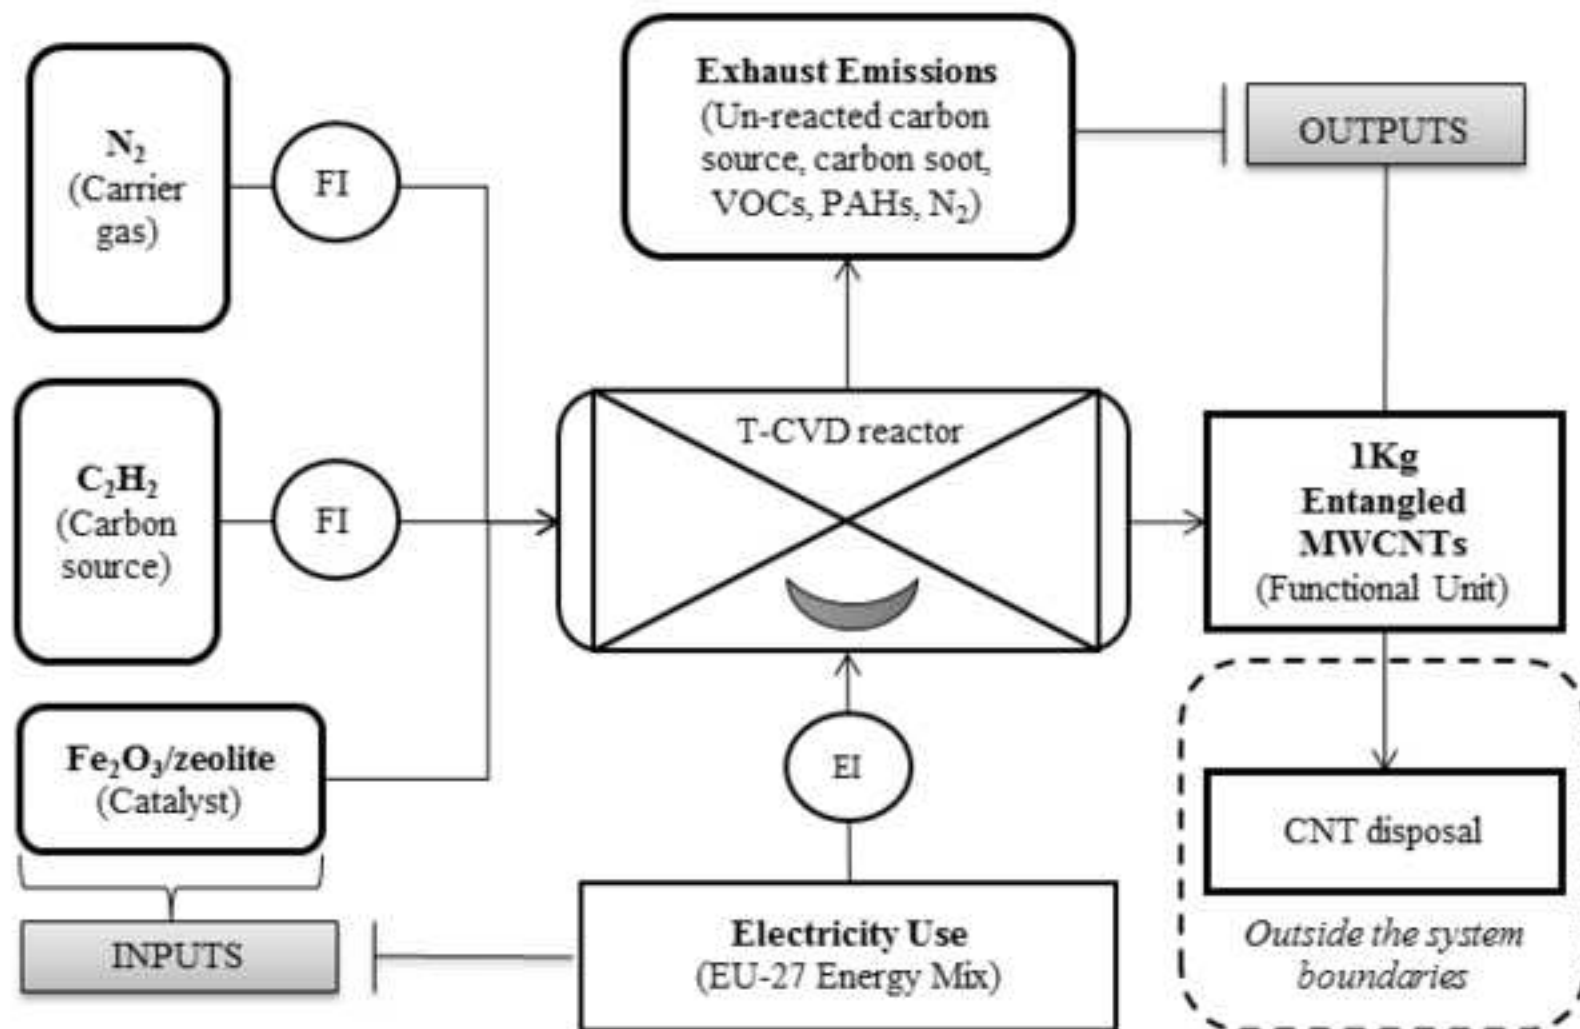 N₂
(Carrier
gas)
FI
Exhaust Emissions
(Un-reacted carbon
source, carbon soot,
VOCs, PAHs, N₂)
OUTPUTS
C₂H₂
(Carbon
source)
FI
T-CVD reactor
1Kg
Entangled
MWCNTs
(Functional Unit)
Fe₂O₃/zeolite
(Catalyst)
EI
CNT disposal
INPUTS
Electricity Use
(EU-27 Energy Mix)
Outside the system
boundaries